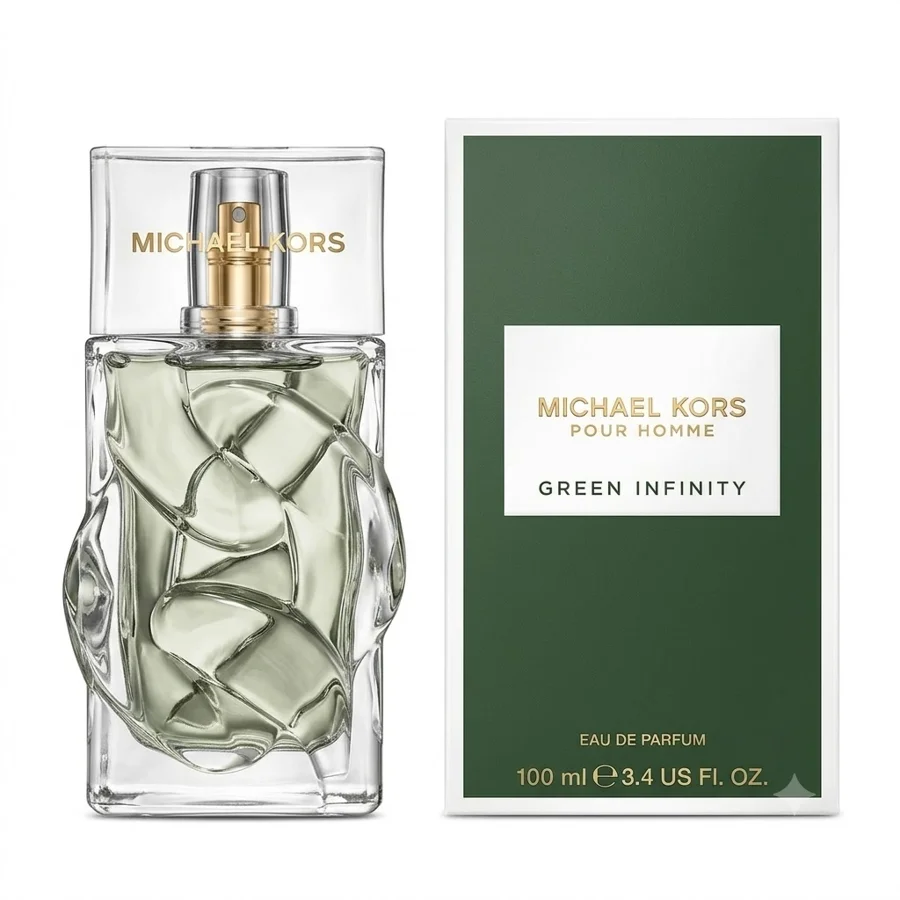 MICHAEL KORS
MICHAEL KORS
POUR HOMME
GREEN INFINITY
EAU DE PARFUM
100 ml ℮ 3.4 US Fl. OZ.